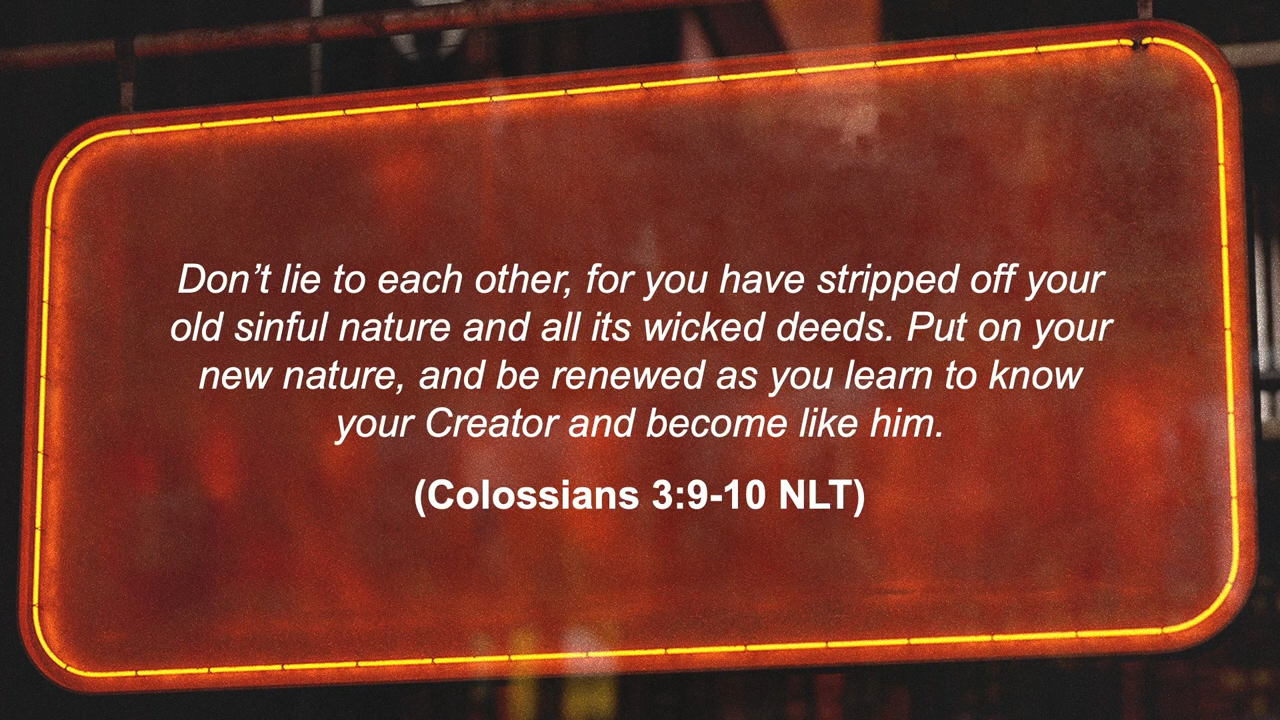 Don’t lie to each other, for you have stripped off your
old sinful nature and all its wicked deeds. Put on your
new nature, and be renewed as you learn to know
your Creator and become like him.
(Colossians 3:9-10 NLT)